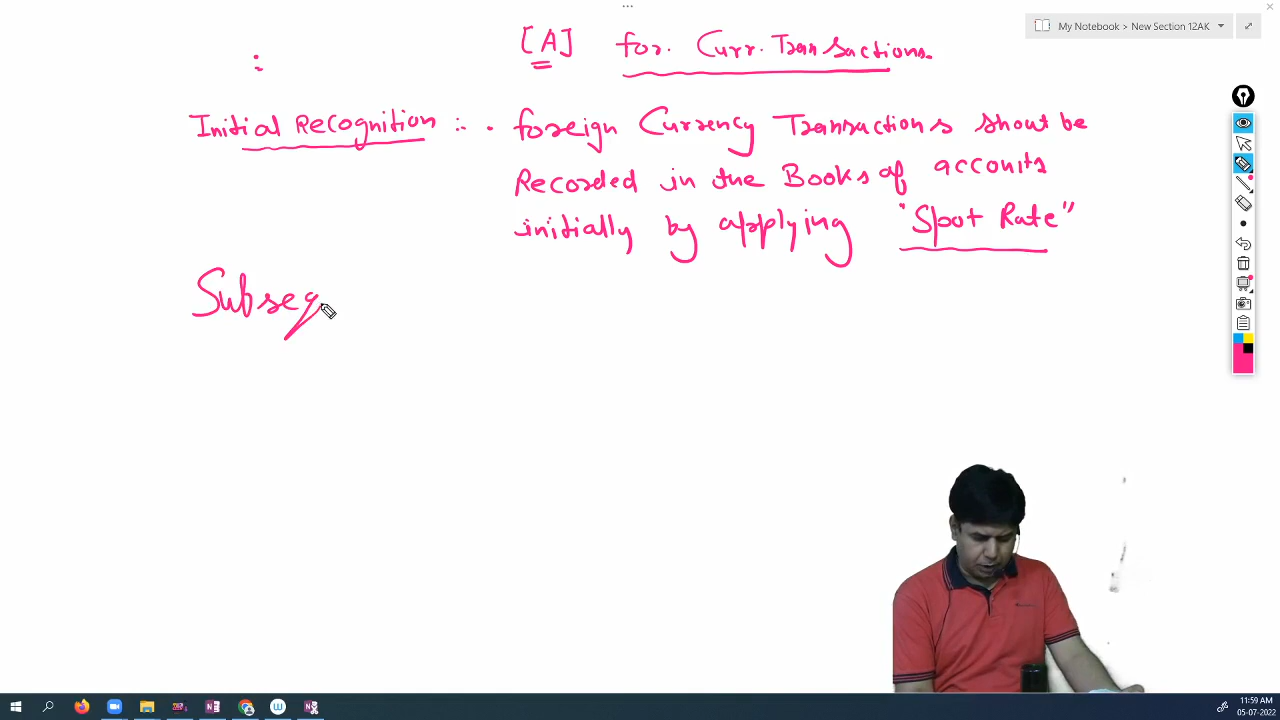 [A] for. Curr. Transactions.
My Notebook > New Section 12AK
:
Initial Recognition :- . foreign Currency Transactions shout be
Recorded in the Books of accounts
initially by applying "Spot Rate"
Subseq
11:59 AM
05-07-2022